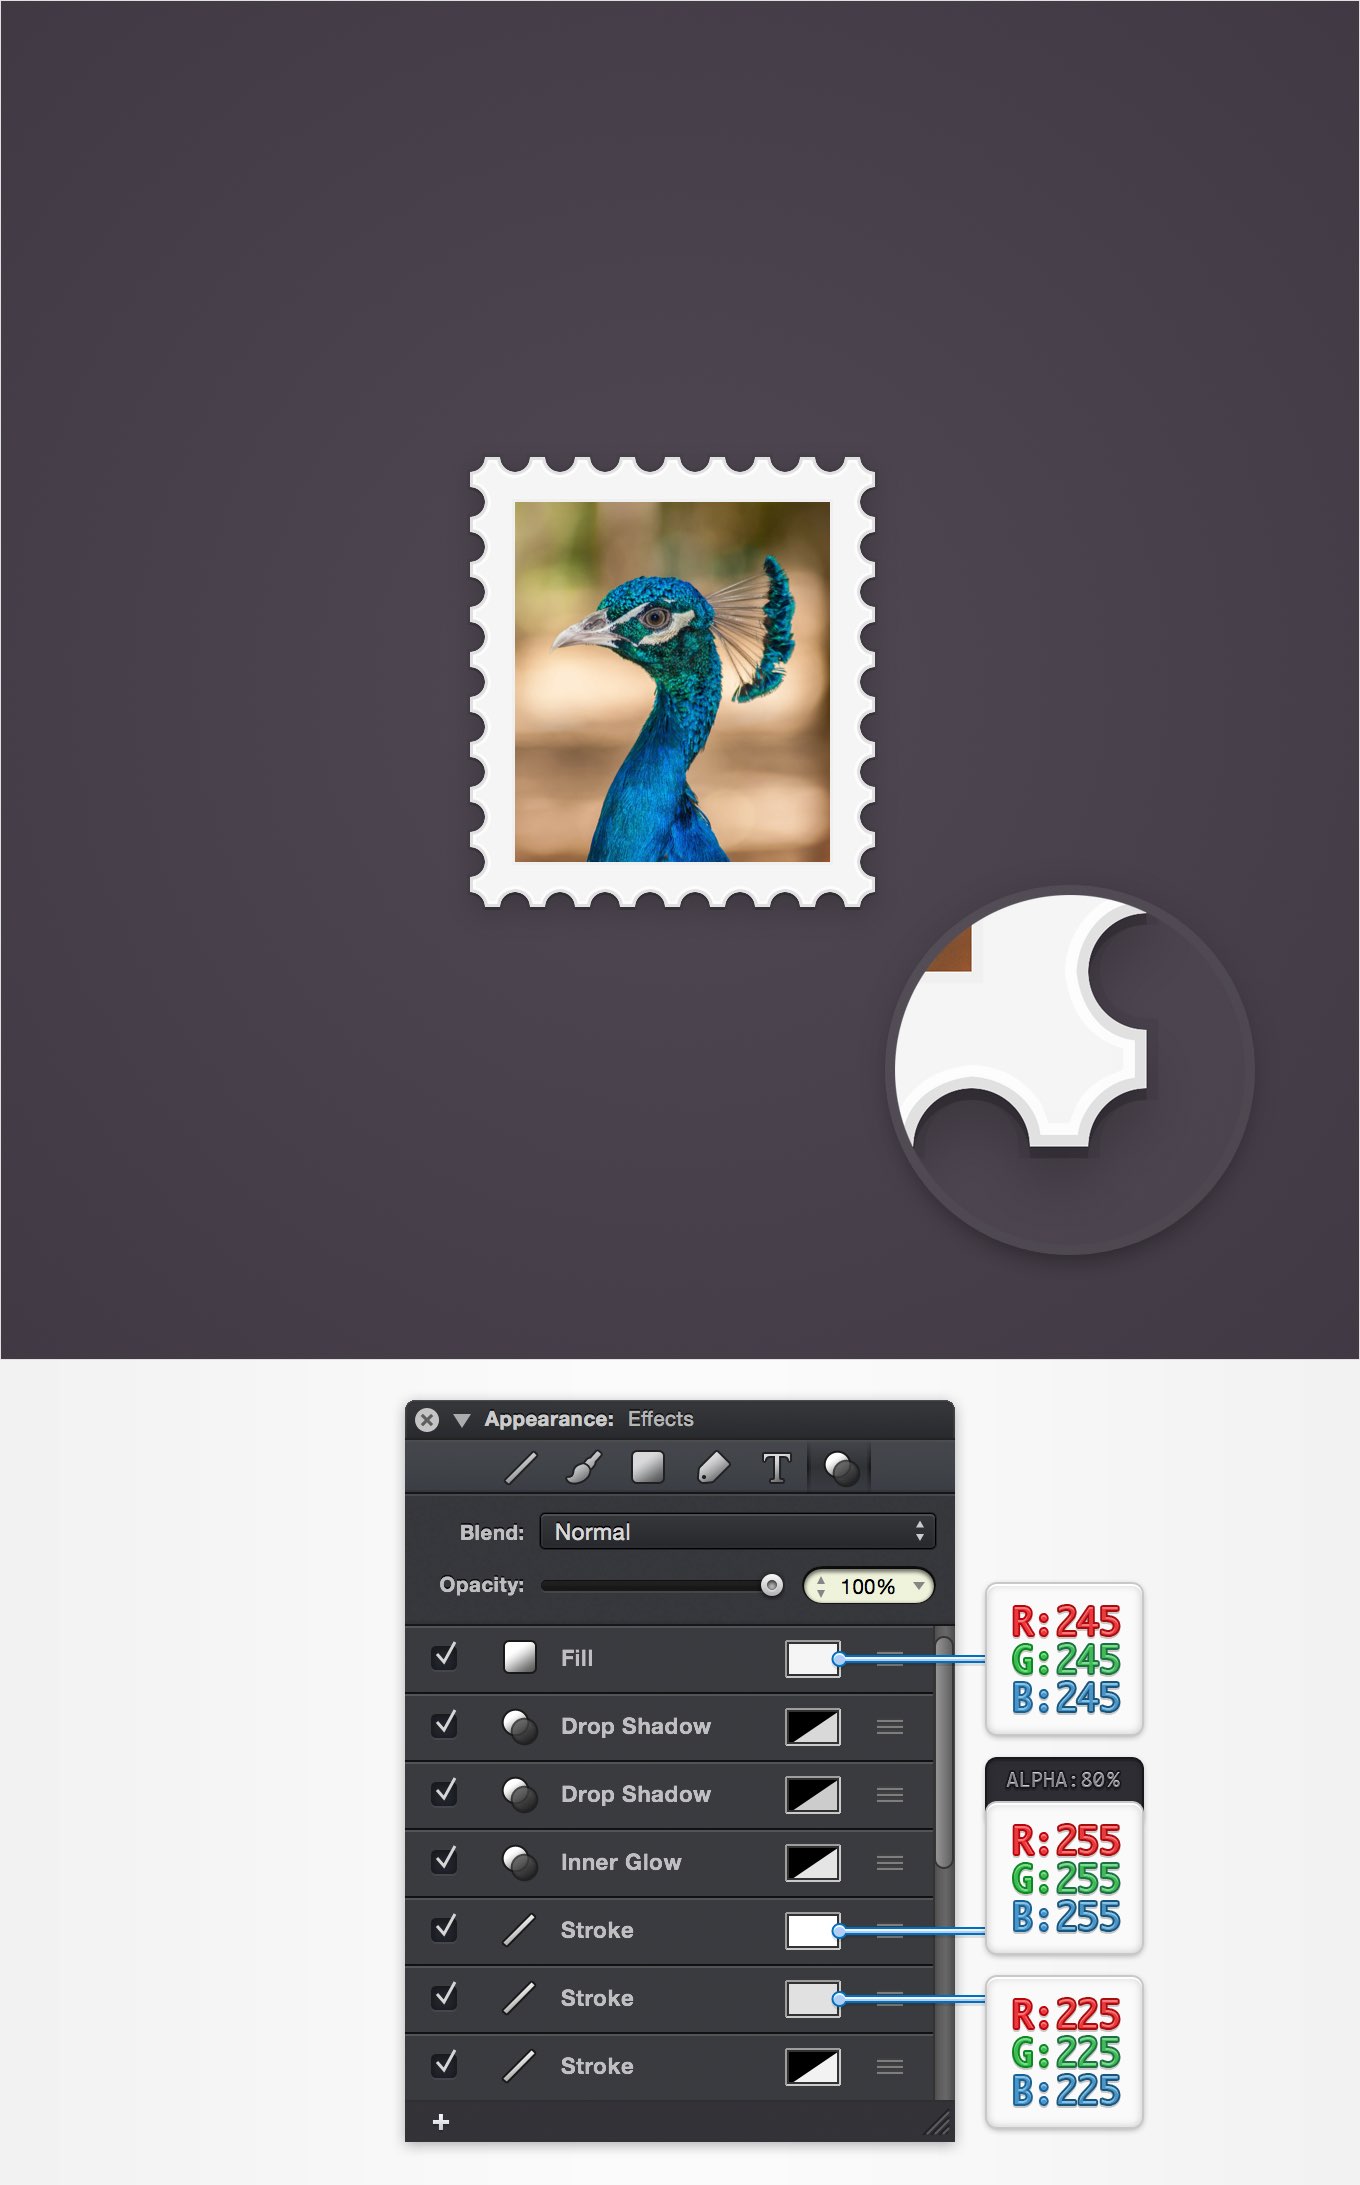 Appearance: Effects
T
Blend: Normal
Opacity: 100%
Fill
Drop Shadow
Drop Shadow
Inner Glow
Stroke
Stroke
Stroke
R:245
G:245
B:245
ALPHA:80%
R:255
G:255
B:255
R:225
G:225
B:225